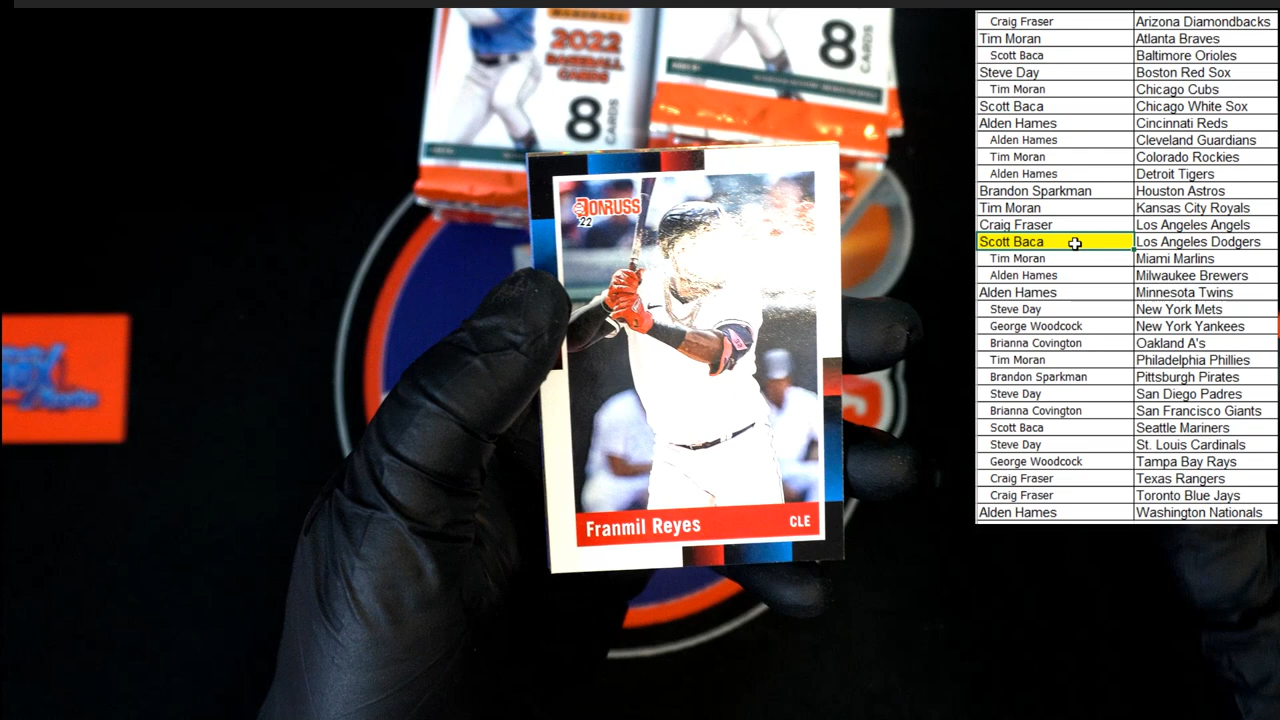 2022
BASEBALL
CARDS
8
CARDS
8
CARDS
DONRUSS
22
Franmil Reyes
CLE
Craig Fraser Arizona Diamondbacks
Tim Moran Atlanta Braves
Scott Baca Baltimore Orioles
Steve Day Boston Red Sox
Tim Moran Chicago Cubs
Scott Baca Chicago White Sox
Alden Hames Cincinnati Reds
Alden Hames Cleveland Guardians
Tim Moran Colorado Rockies
Alden Hames Detroit Tigers
Brandon Sparkman Houston Astros
Tim Moran Kansas City Royals
Craig Fraser Los Angeles Angels
Scott Baca Los Angeles Dodgers
Tim Moran Miami Marlins
Alden Hames Milwaukee Brewers
Alden Hames Minnesota Twins
Steve Day New York Mets
George Woodcock New York Yankees
Brianna Covington Oakland A's
Tim Moran Philadelphia Phillies
Brandon Sparkman Pittsburgh Pirates
Steve Day San Diego Padres
Brianna Covington San Francisco Giants
Scott Baca Seattle Mariners
Steve Day St. Louis Cardinals
George Woodcock Tampa Bay Rays
Craig Fraser Texas Rangers
Craig Fraser Toronto Blue Jays
Alden Hames Washington Nationals